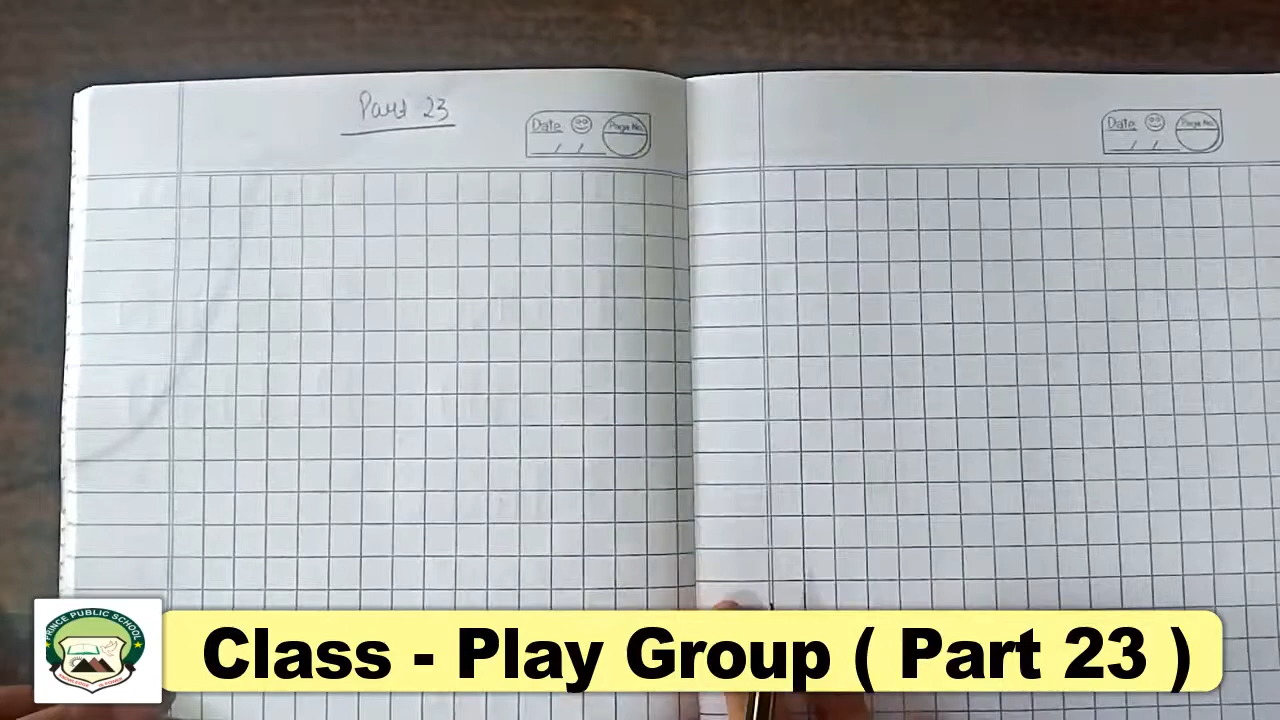 Part 23
Date
Page No.
/ /
Date
Page No.
/ /
PRINCE PUBLIC SCHOOL
Class - Play Group ( Part 23 )